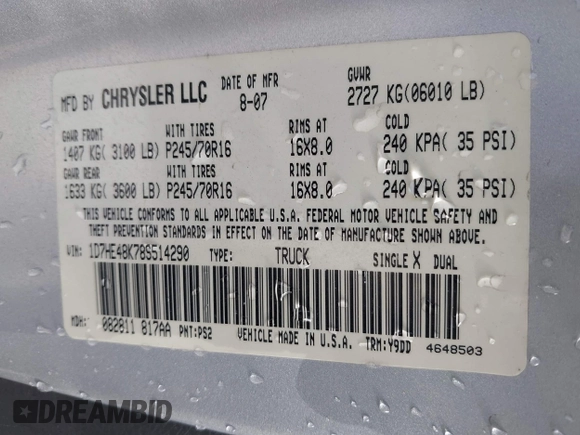 MFD BY CHRYSLER LLC DATE OF MFR 8-07 GVWR 2727 KG(06010 LB)
GAWR FRONT WITH TIRES RIMS AT COLD
1407 KG( 3100 LB) P245/70R16 16X8.0 240 KPA( 35 PSI)
GAWR REAR WITH TIRES RIMS AT COLD
1633 KG( 3600 LB) P245/70R16 16X8.0 240 KPA( 35 PSI)
THIS VEHICLE CONFORMS TO ALL APPLICABLE U.S.A. FEDERAL MOTOR VEHICLE SAFETY AND
THEFT PREVENTION STANDARDS IN EFFECT ON THE DATE OF MANUFACTURE SHOWN ABOVE.
VIN: 1D7HE48K78S514290 TYPE: TRUCK SINGLE X DUAL
MDH: 082811 817AA PNT:PS2 VEHICLE MADE IN U.S.A. TRM:Y9DD 4648503
DREAMBID